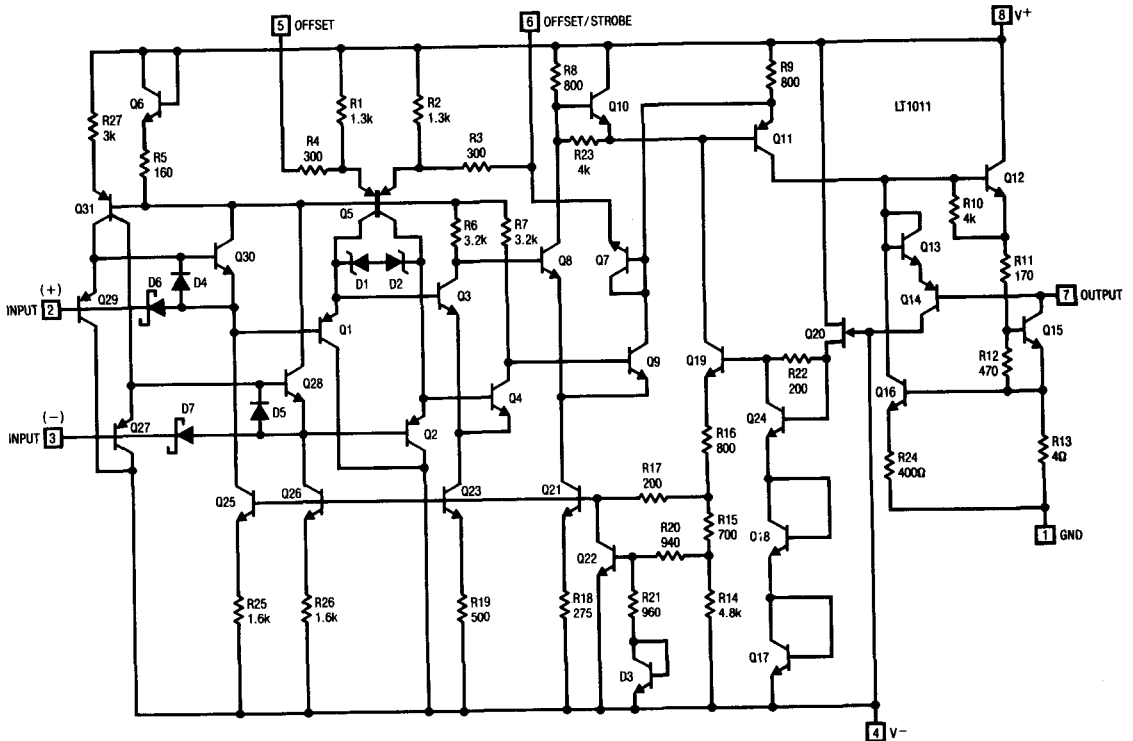 5 OFFSET
6 OFFSET/STROBE
8 V+
R8
800
R9
800
Q6
Q10
LT1011
R1
1.3k
R2
1.3k
R27
3k
R4
300
R3
300
Q11
R5
160
R23
4k
Q12
Q31
Q5
R6
3.2k
R7
3.2k
R10
4k
Q13
Q30
Q8
Q7
R11
170
D6
D4
D1
D2
Q3
Q14
(+)
INPUT 2
Q29
7 OUTPUT
Q1
Q20
Q15
Q9
Q19
R22
200
R12
470
Q28
Q16
(−)
INPUT 3
D7
D5
Q4
Q24
Q27
Q2
R16
800
R13
4Ω
R24
400Ω
Q25
Q26
Q23
Q21
R17
200
R15
700
Q18
1 GND
Q22
R20
940
R25
1.6k
R26
1.6k
R19
500
R18
275
R21
960
R14
4.8k
Q17
D3
4 V−